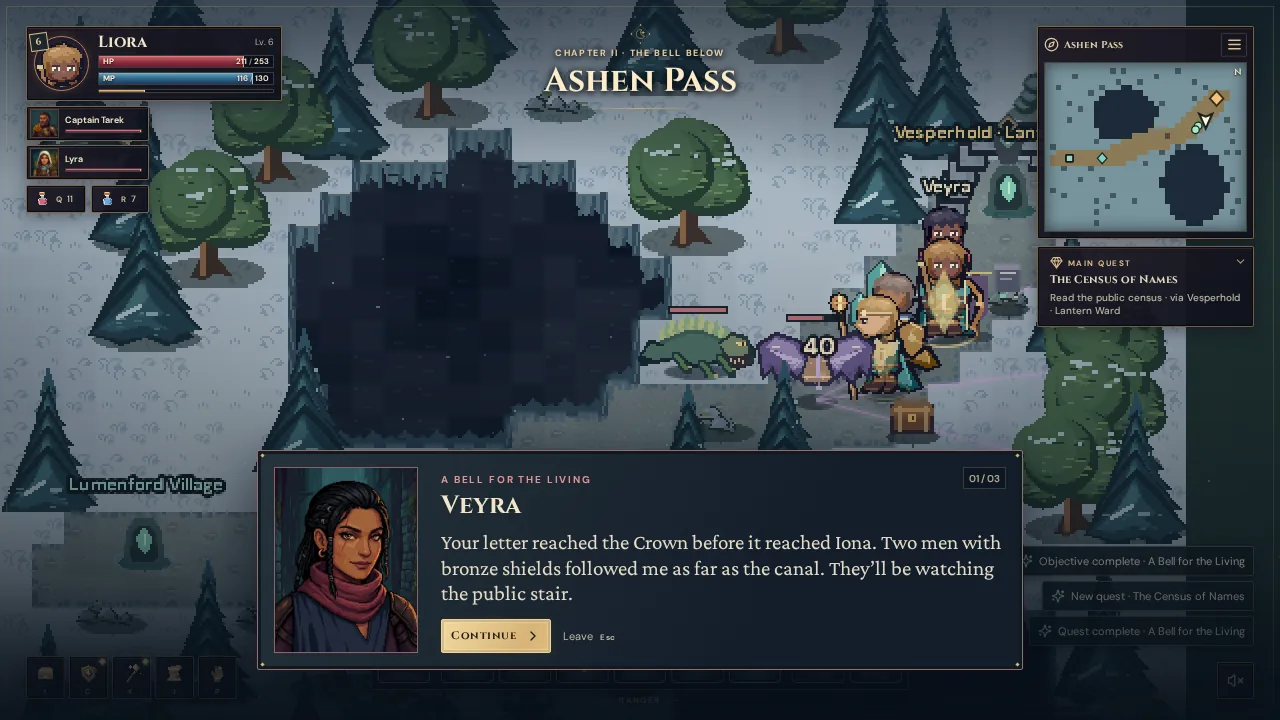 6
LIORA
Lv. 6
HP
211 / 253
MP
116 / 130
Captain Tarek
Lyra
Q 11
R 7
CHAPTER II · THE BELL BELOW
ASHEN PASS
Vesperhold · Lan
Veyra
40
Lumenford Village
ASHEN PASS
N
MAIN QUEST
THE CENSUS OF NAMES
Read the public census · via Vesperhold
· Lantern Ward
A BELL FOR THE LIVING
01/03
VEYRA
Your letter reached the Crown before it reached Iona. Two men with
bronze shields followed me as far as the canal. They’ll be watching
the public stair.
CONTINUE
Leave Esc
Objective complete · A Bell for the Living
New quest · The Census of Names
Quest complete · A Bell for the Living